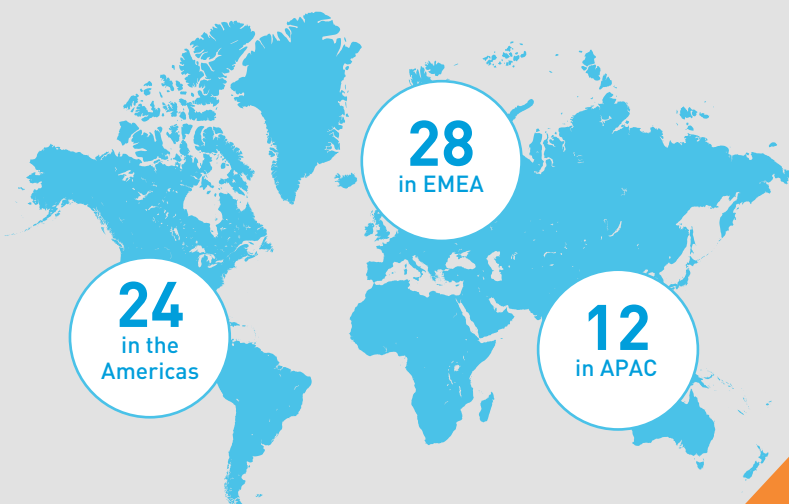 28
in EMEA
24
in the
Americas
12
in APAC